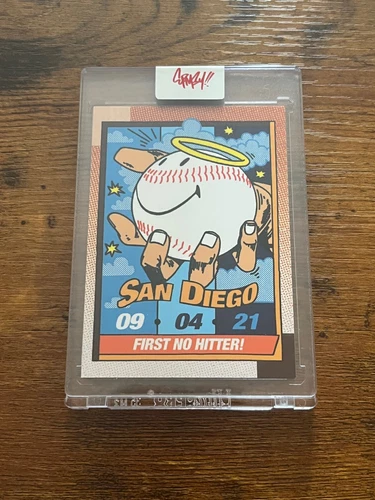 SAN DIEGO
09 04 21
FIRST NO HITTER!